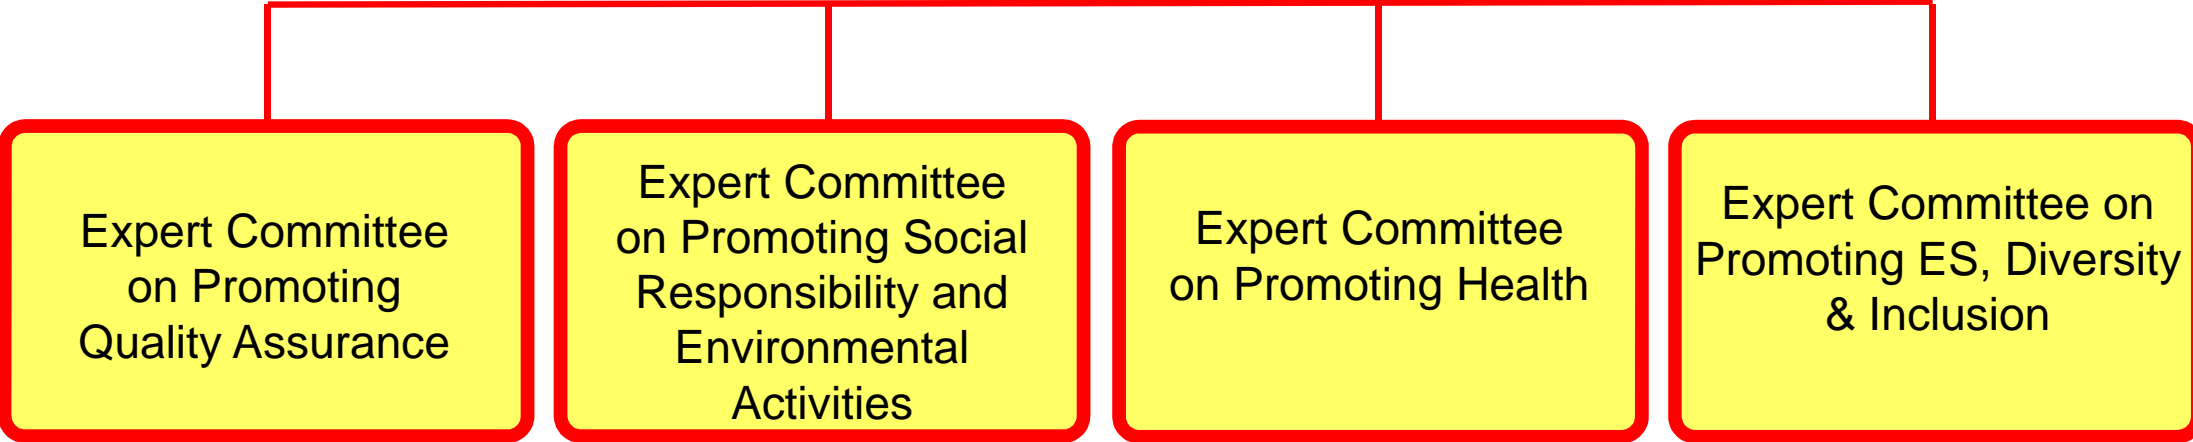 Expert Committee
on Promoting
Quality Assurance
Expert Committee
on Promoting Social
Responsibility and
Environmental
Activities
Expert Committee
on Promoting Health
Expert Committee on
Promoting ES, Diversity
& Inclusion